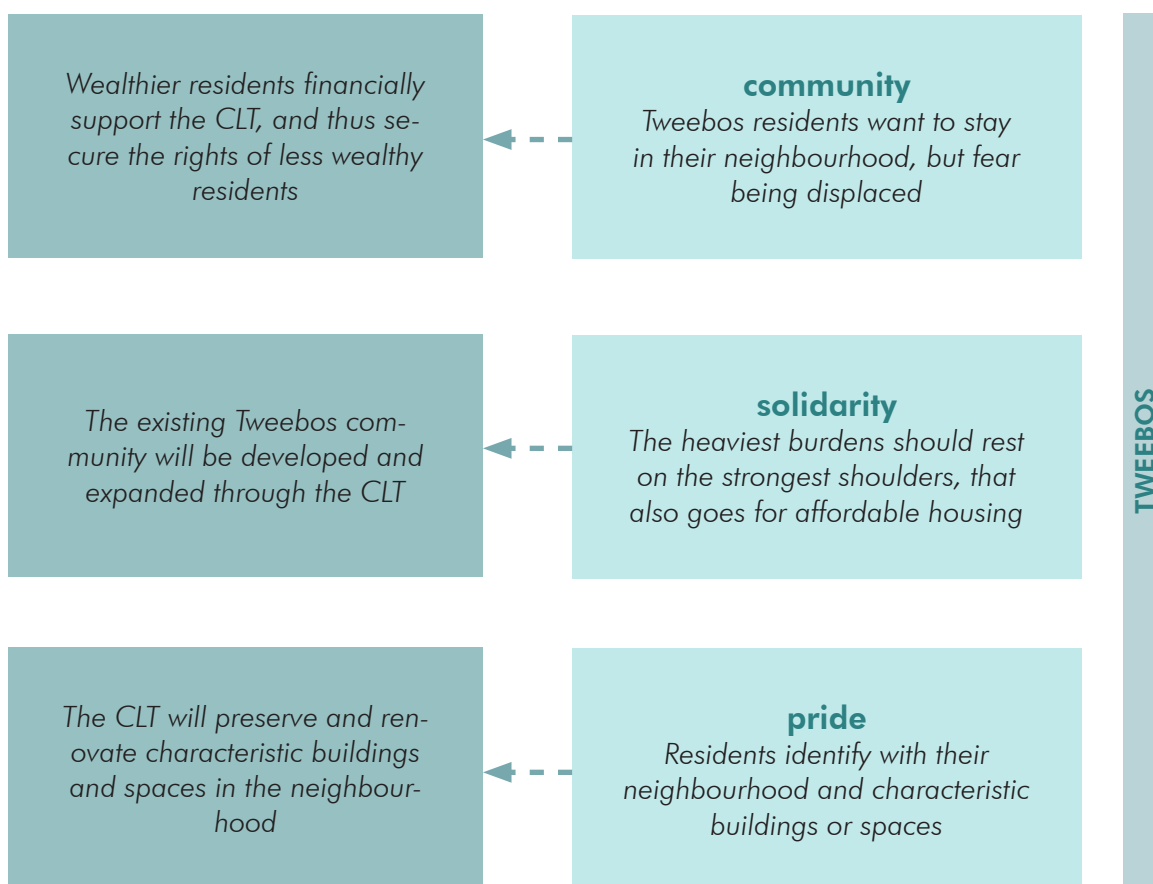 Wealthier residents financially
support the CLT, and thus se-
cure the rights of less wealthy
residents
community
Tweebos residents want to stay
in their neighbourhood, but fear
being displaced
The existing Tweebos com-
munity will be developed and
expanded through the CLT
solidarity
The heaviest burdens should rest
on the strongest shoulders, that
also goes for affordable housing
The CLT will preserve and ren-
ovate characteristic buildings
and spaces in the neighbour-
hood
pride
Residents identify with their
neighbourhood and characteristic
buildings or spaces
TWEEBOS